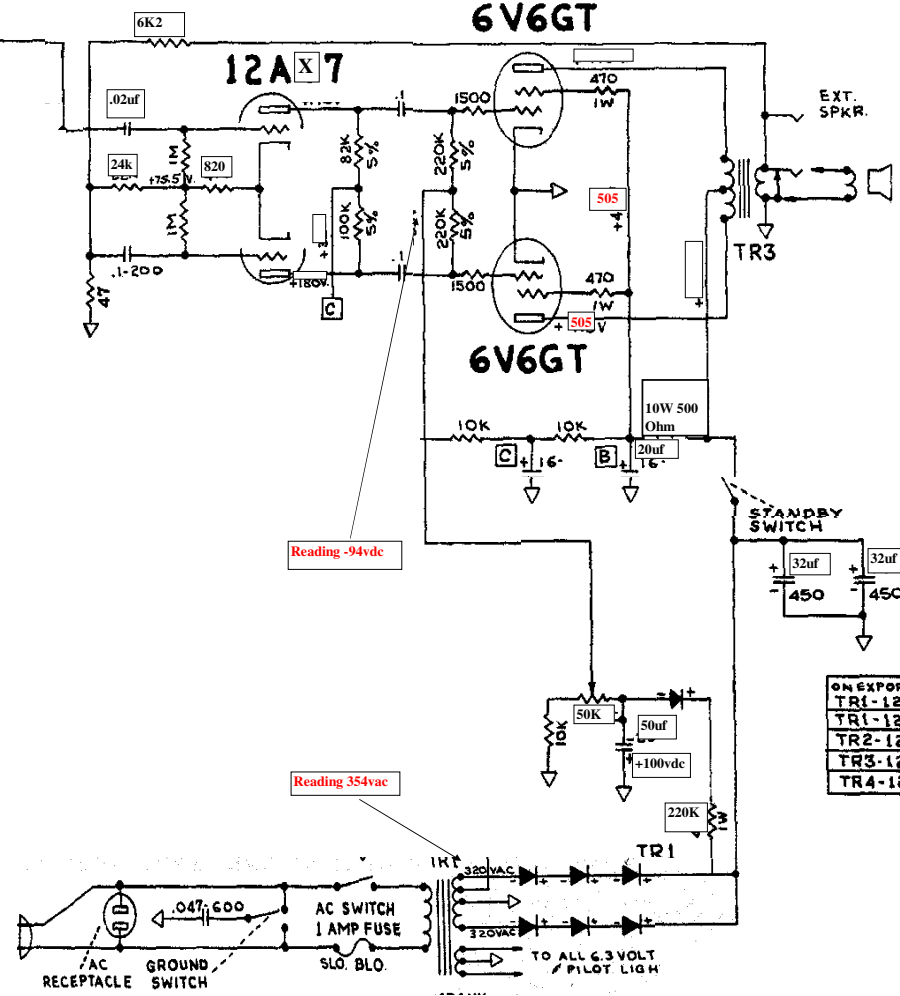 6V6GT
6K2
12A X 7
.02uf
.1
1500
470
1W
EXT.
SPKR.
1M
24k
+75.5 V.
820
82K
5%
220K
5%
505
+4
1M
100K
5%
220K
5%
TR3
.1-200
.1
+180V.
1500
470
1W
47
C
+
505
V
6V6GT
10K
10K
10W 500
Ohm
C
+
16-
B
+
20uf
16-
STANDBY
SWITCH
Reading -94vdc
+
32uf
+
32uf
-
450
-
450
50K
-
+
10K
50uf
+
+100vdc
ON EXPOR
TR1-12
TR1-12
TR2-12
TR3-12
TR4-12
Reading 354vac
220K
1W
TR1
TR1
320VAC
-
+
-
+
-
+
.047-600
AC SWITCH
1 AMP FUSE
SLO. BLO.
320VAC
-
+
-
+
-
+
AC
RECEPTACLE
GROUND
SWITCH
TO ALL 6.3 VOLT
PILOT LIGH